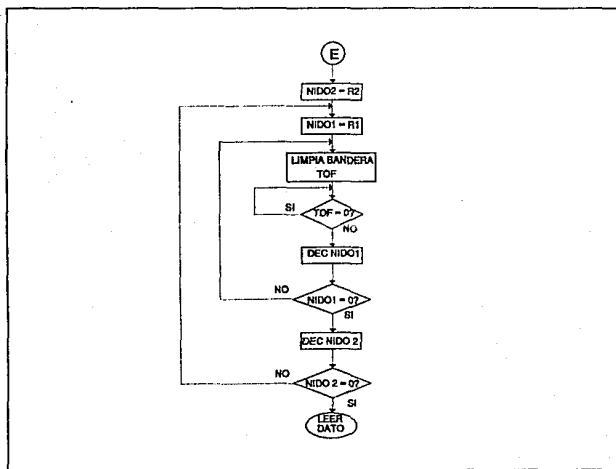 E
NIDO2 = R2
NIDO1 = R1
LIMPIA BANDERA
TOF
SI
TOF = 0?
NO
DEC NIDO1
NO
NIDO1 = 0?
SI
DEC NIDO 2
NO
NIDO 2 = 0?
SI
LEER
DATO